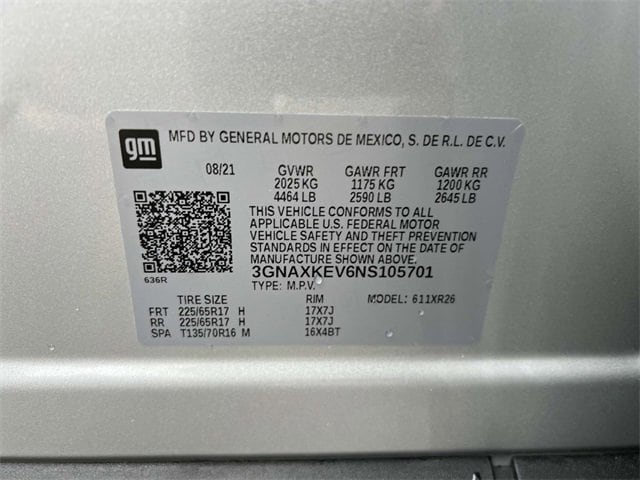 gm
MFD BY GENERAL MOTORS DE MEXICO, S. DE R.L. DE C.V.
08/21 GVWR GAWR FRT GAWR RR
2025 KG 1175 KG 1200 KG
4464 LB 2590 LB 2645 LB
THIS VEHICLE CONFORMS TO ALL
APPLICABLE U.S. FEDERAL MOTOR
VEHICLE SAFETY AND THEFT PREVENTION
STANDARDS IN EFFECT ON THE DATE OF
MANUFACTURE SHOWN ABOVE.
636R
3GNAXKEV6NS105701
TYPE: M.P.V.
TIRE SIZE RIM MODEL: 611XR26
FRT 225/65R17 H 17X7J
RR 225/65R17 H 17X7J
SPA T135/70R16 M 16X4BT